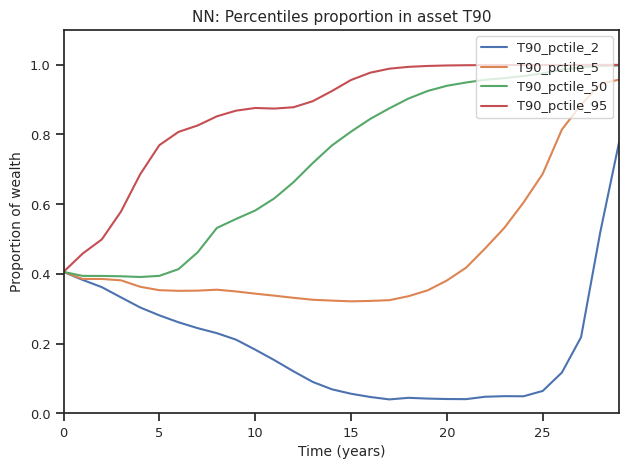 NN: Percentiles proportion in asset T90
T90_pctile_2
T90_pctile_5
T90_pctile_50
T90_pctile_95
Proportion of wealth
1.0
0.8
0.6
0.4
0.2
0.0
0 5 10 15 20 25
Time (years)